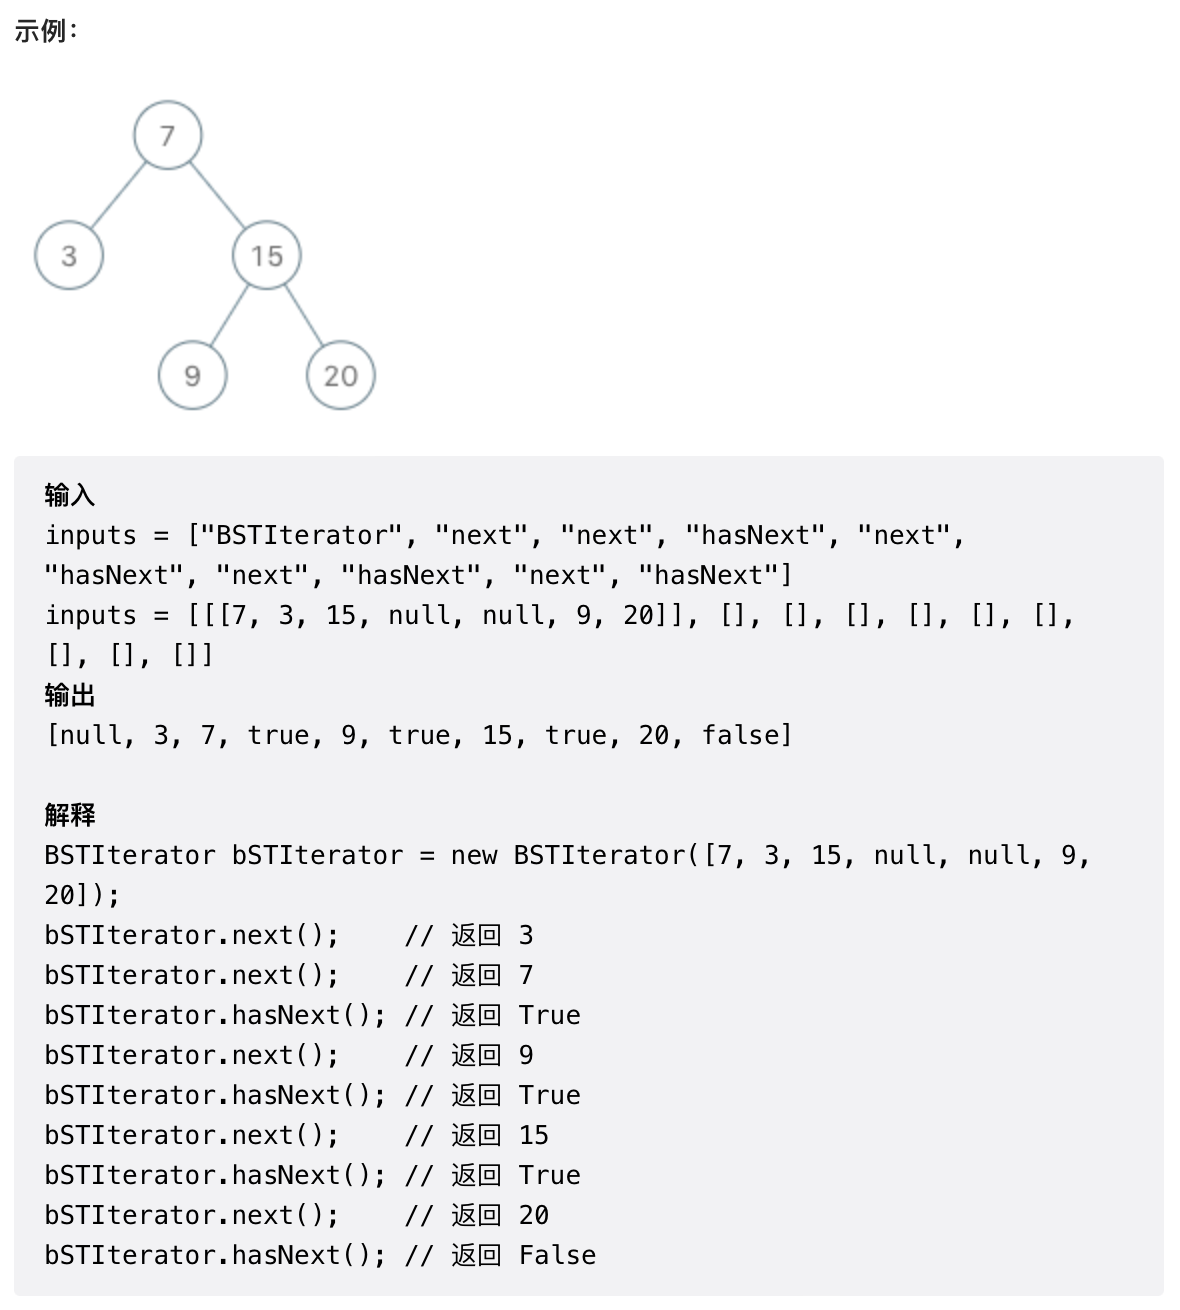 示例：
7
3
15
9
20
输入
inputs = ["BSTIterator", "next", "next", "hasNext", "next",
"hasNext", "next", "hasNext", "next", "hasNext"]
inputs = [[[7, 3, 15, null, null, 9, 20]], [], [], [], [], [], [],
[], [], []]
输出
[null, 3, 7, true, 9, true, 15, true, 20, false]
解释
BSTIterator bSTIterator = new BSTIterator([7, 3, 15, null, null, 9,
20]);
bSTIterator.next();    // 返回 3
bSTIterator.next();    // 返回 7
bSTIterator.hasNext(); // 返回 True
bSTIterator.next();    // 返回 9
bSTIterator.hasNext(); // 返回 True
bSTIterator.next();    // 返回 15
bSTIterator.hasNext(); // 返回 True
bSTIterator.next();    // 返回 20
bSTIterator.hasNext(); // 返回 False